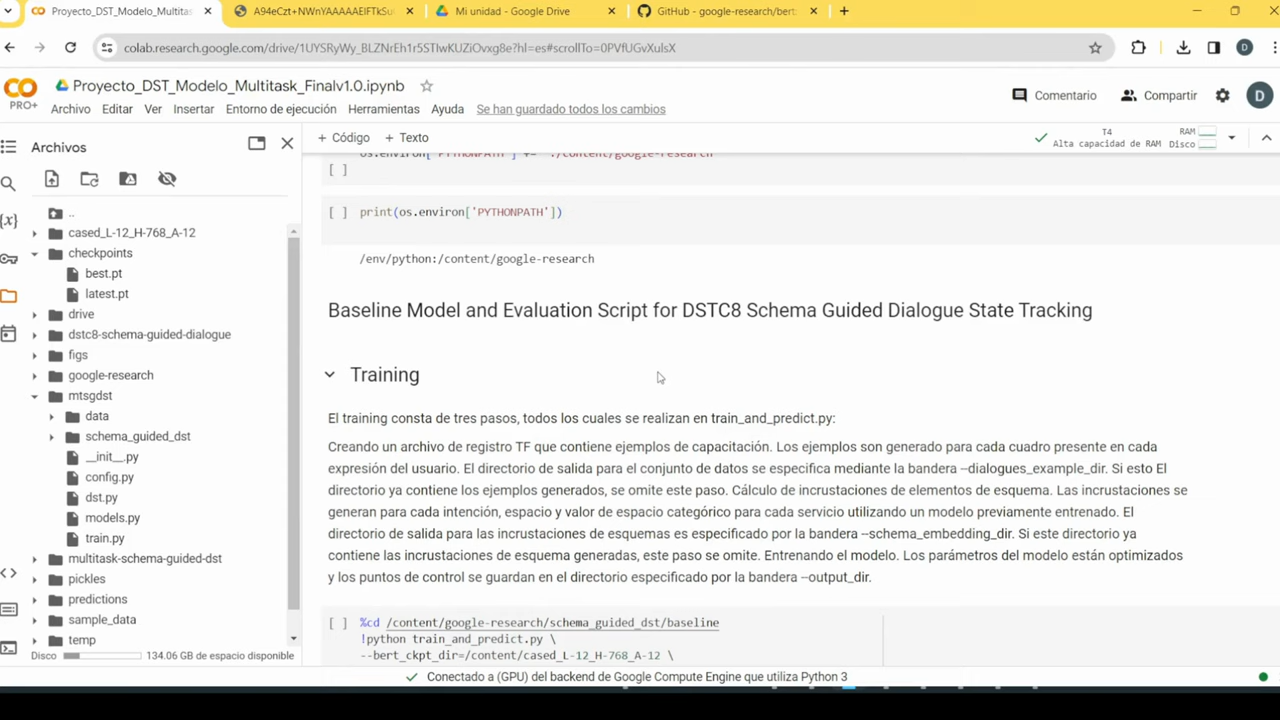 Proyecto_DST_Modelo_Multitas
A94eCzt+NWnYAAAAAElFTkSu
Mi unidad - Google Drive
GitHub - google-research/bert:
colab.research.google.com/drive/1UYSRyWy_BLZNrEh1r5STlwKUZiOvxg8e?hl=es#scrollTo=0PVfUGvXulsX
D
PRO+
Proyecto_DST_Modelo_Multitask_Finalv1.0.ipynb
Archivo Editar Ver Insertar Entorno de ejecución Herramientas Ayuda Se han guardado todos los cambios
Comentario Compartir D
Archivos
+ Código + Texto
T4 Alta capacidad de RAM
RAM
Disco
..
cased_L-12_H-768_A-12
checkpoints
best.pt
latest.pt
drive
dstc8-schema-guided-dialogue
figs
google-research
mtsgdst
data
schema_guided_dst
__init__.py
config.py
dst.py
models.py
train.py
multitask-schema-guided-dst
pickles
predictions
sample_data
temp
Disco 134.06 GB de espacio disponible
os.environ['PYTHONPATH'] += ':/content/google-research'
[ ]
[ ] print(os.environ['PYTHONPATH'])
/env/python:/content/google-research
Baseline Model and Evaluation Script for DSTC8 Schema Guided Dialogue State Tracking
Training
El training consta de tres pasos, todos los cuales se realizan en train_and_predict.py:
Creando un archivo de registro TF que contiene ejemplos de capacitación. Los ejemplos son generado para cada cuadro presente en cada
expresión del usuario. El directorio de salida para el conjunto de datos se especifica mediante la bandera --dialogues_example_dir. Si esto El
directorio ya contiene los ejemplos generados, se omite este paso. Cálculo de incrustaciones de elementos de esquema. Las incrustaciones se
generan para cada intención, espacio y valor de espacio categórico para cada servicio utilizando un modelo previamente entrenado. El
directorio de salida para las incrustaciones de esquemas es especificado por la bandera --schema_embedding_dir. Si este directorio ya
contiene las incrustaciones de esquema generadas, este paso se omite. Entrenando el modelo. Los parámetros del modelo están optimizados
y los puntos de control se guardan en el directorio especificado por la bandera --output_dir.
[ ] %cd /content/google-research/schema_guided_dst/baseline
!python train_and_predict.py \
--bert_ckpt_dir=/content/cased_L-12_H-768_A-12 \
Conectado a (GPU) del backend de Google Compute Engine que utiliza Python 3